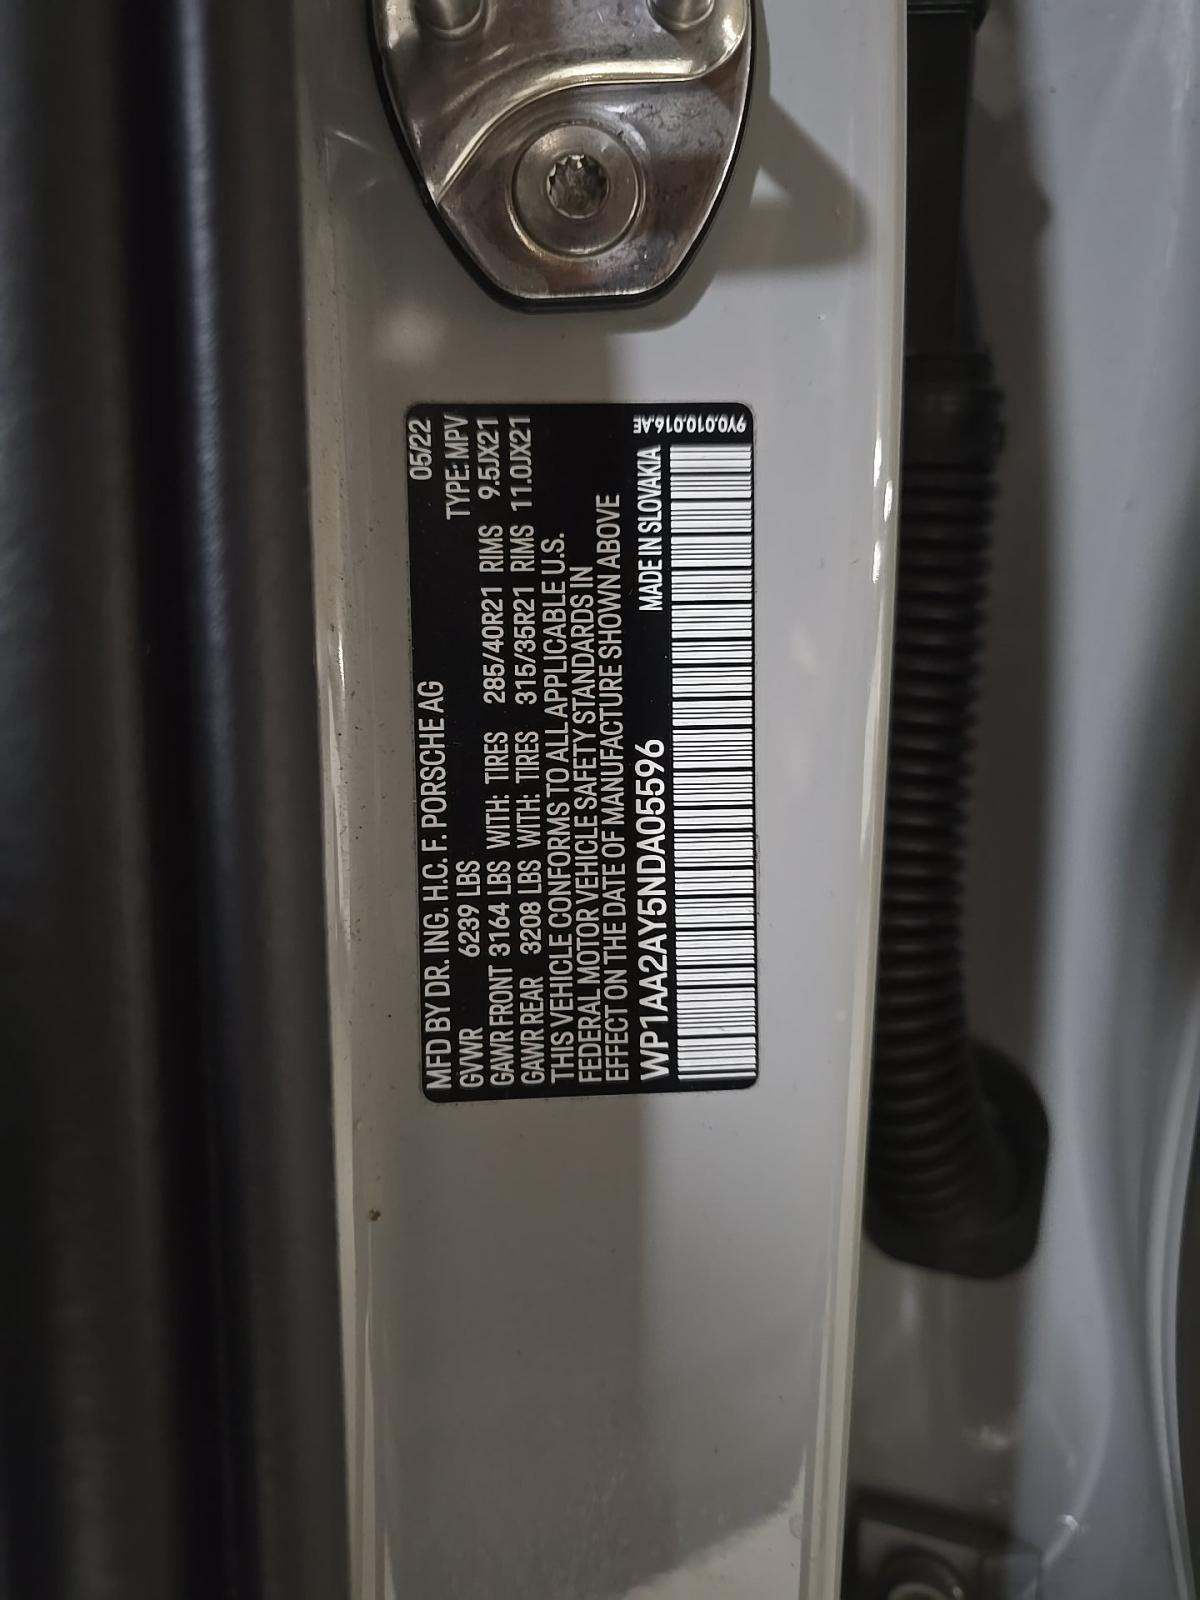 MFD BY DR. ING. H.C. F. PORSCHE AG 05/22
GVWR 6239 LBS TYPE: MPV
GAWR FRONT 3164 LBS WITH: TIRES 285/40R21 RIMS 9.5JX21
GAWR REAR 3208 LBS WITH: TIRES 315/35R21 RIMS 11.0JX21
THIS VEHICLE CONFORMS TO ALL APPLICABLE U.S.
FEDERAL MOTOR VEHICLE SAFETY STANDARDS IN
EFFECT ON THE DATE OF MANUFACTURE SHOWN ABOVE
WP1AA2AY5NDA05596 MADE IN SLOVAKIA
9Y0.010.016.AE